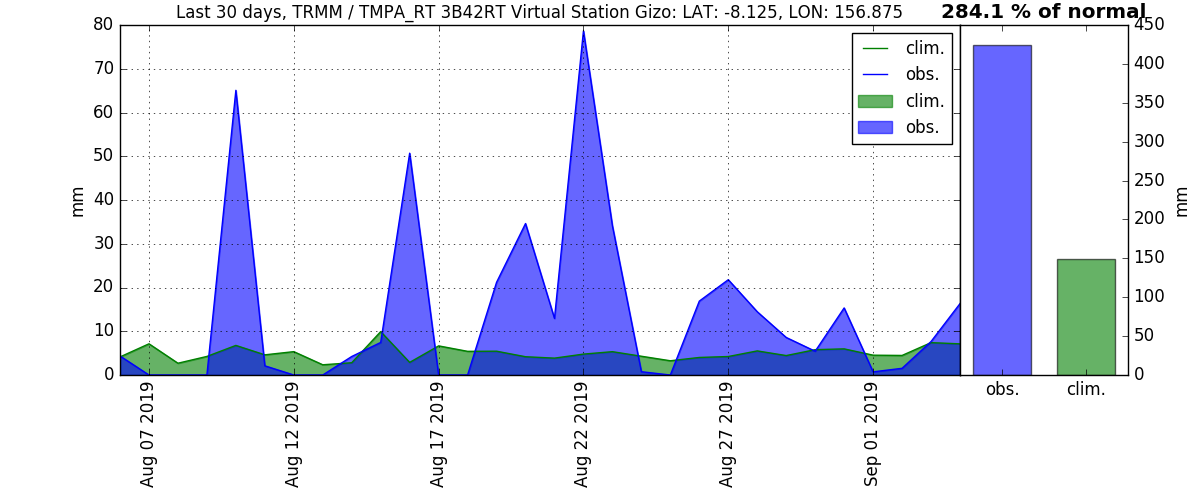 Last 30 days, TRMM / TMPA_RT 3B42RT Virtual Station Gizo: LAT: -8.125, LON: 156.875
284.1 % of normal
80
70
60
50
40
30
20
10
0
mm
clim.
obs.
clim.
obs.
Aug 07 2019
Aug 12 2019
Aug 17 2019
Aug 22 2019
Aug 27 2019
Sep 01 2019
450
400
350
300
250
200
150
100
50
0
mm
obs.
clim.